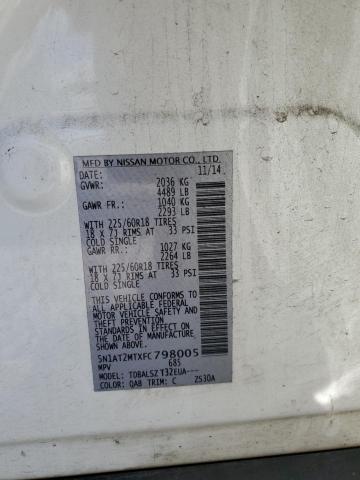 MFD BY NISSAN MOTOR CO., LTD.
DATE: 11/14
GVWR: 2036 KG
4489 LB
GAWR FR.: 1040 KG
2293 LB
WITH 225/60R18 TIRES
18 X 7J RIMS AT 33 PSI
COLD SINGLE
GAWR RR.: 1027 KG
2264 LB
WITH 225/60R18 TIRES
18 X 7J RIMS AT 33 PSI
COLD SINGLE
THIS VEHICLE CONFORMS TO
ALL APPLICABLE FEDERAL
MOTOR VEHICLE SAFETY AND
THEFT PREVENTION
STANDARDS IN EFFECT ON
THE DATE OF MANUFACTURE
SHOWN ABOVE.
5N1AT2MTXFC798005
MPV 685
MODEL: TDBALSZ T32EUA---
COLOR: QAB TRIM: C ZS30A